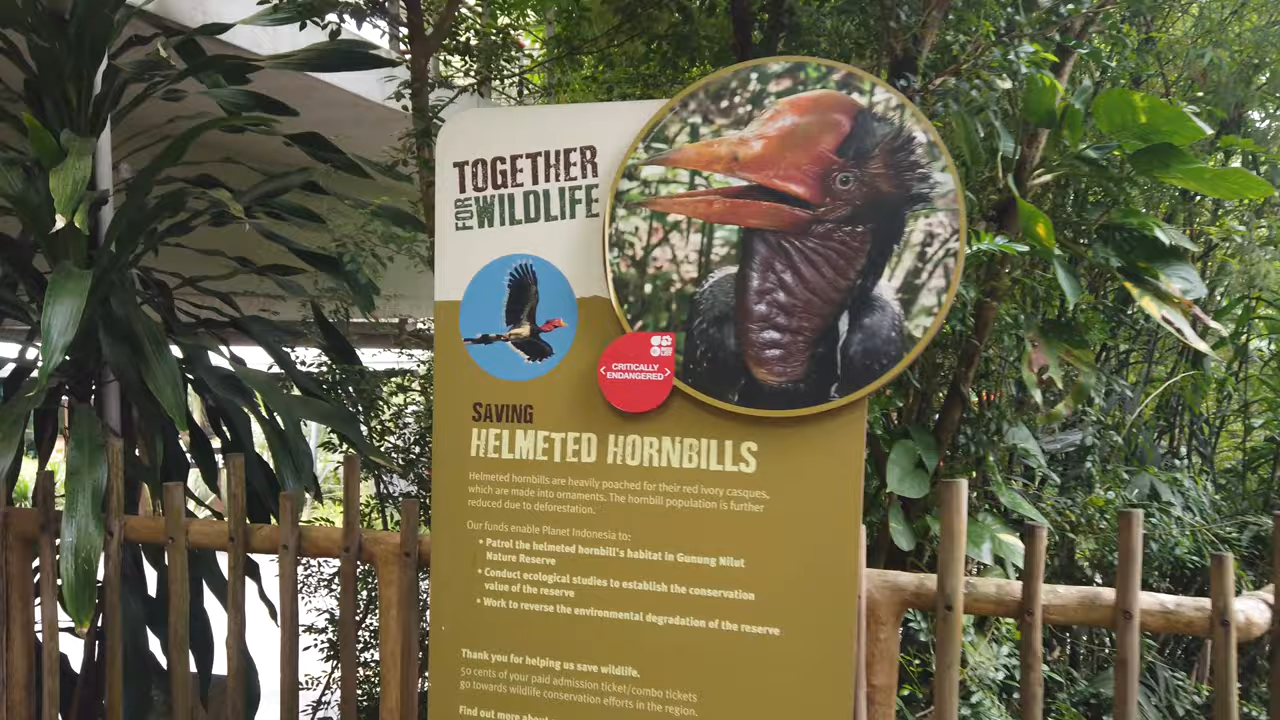 TOGETHER
FOR WILDLIFE
CRITICALLY
ENDANGERED
SAVING
HELMETED HORNBILLS
Helmeted hornbills are heavily poached for their red ivory casques,
which are made into ornaments. The hornbill population is further
reduced due to deforestation.
Our funds enable Planet Indonesia to:
• Patrol the helmeted hornbill's habitat in Gunung Nilut
Nature Reserve
• Conduct ecological studies to establish the conservation
value of the reserve
• Work to reverse the environmental degradation of the reserve
Thank you for helping us save wildlife.
50 cents of your paid admission ticket/combo tickets
go towards wildlife conservation efforts in the region.
Find out more about